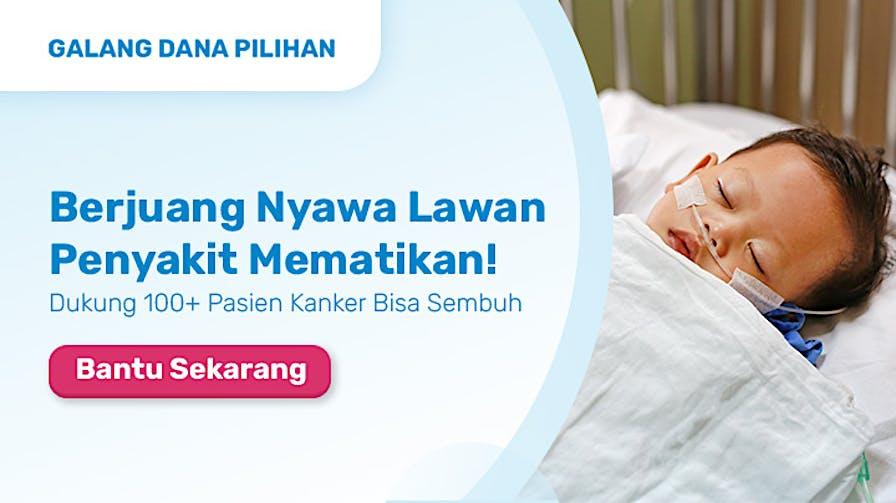 GALANG DANA PILIHAN
Berjuang Nyawa Lawan
Penyakit Mematikan!
Dukung 100+ Pasien Kanker Bisa Sembuh
Bantu Sekarang